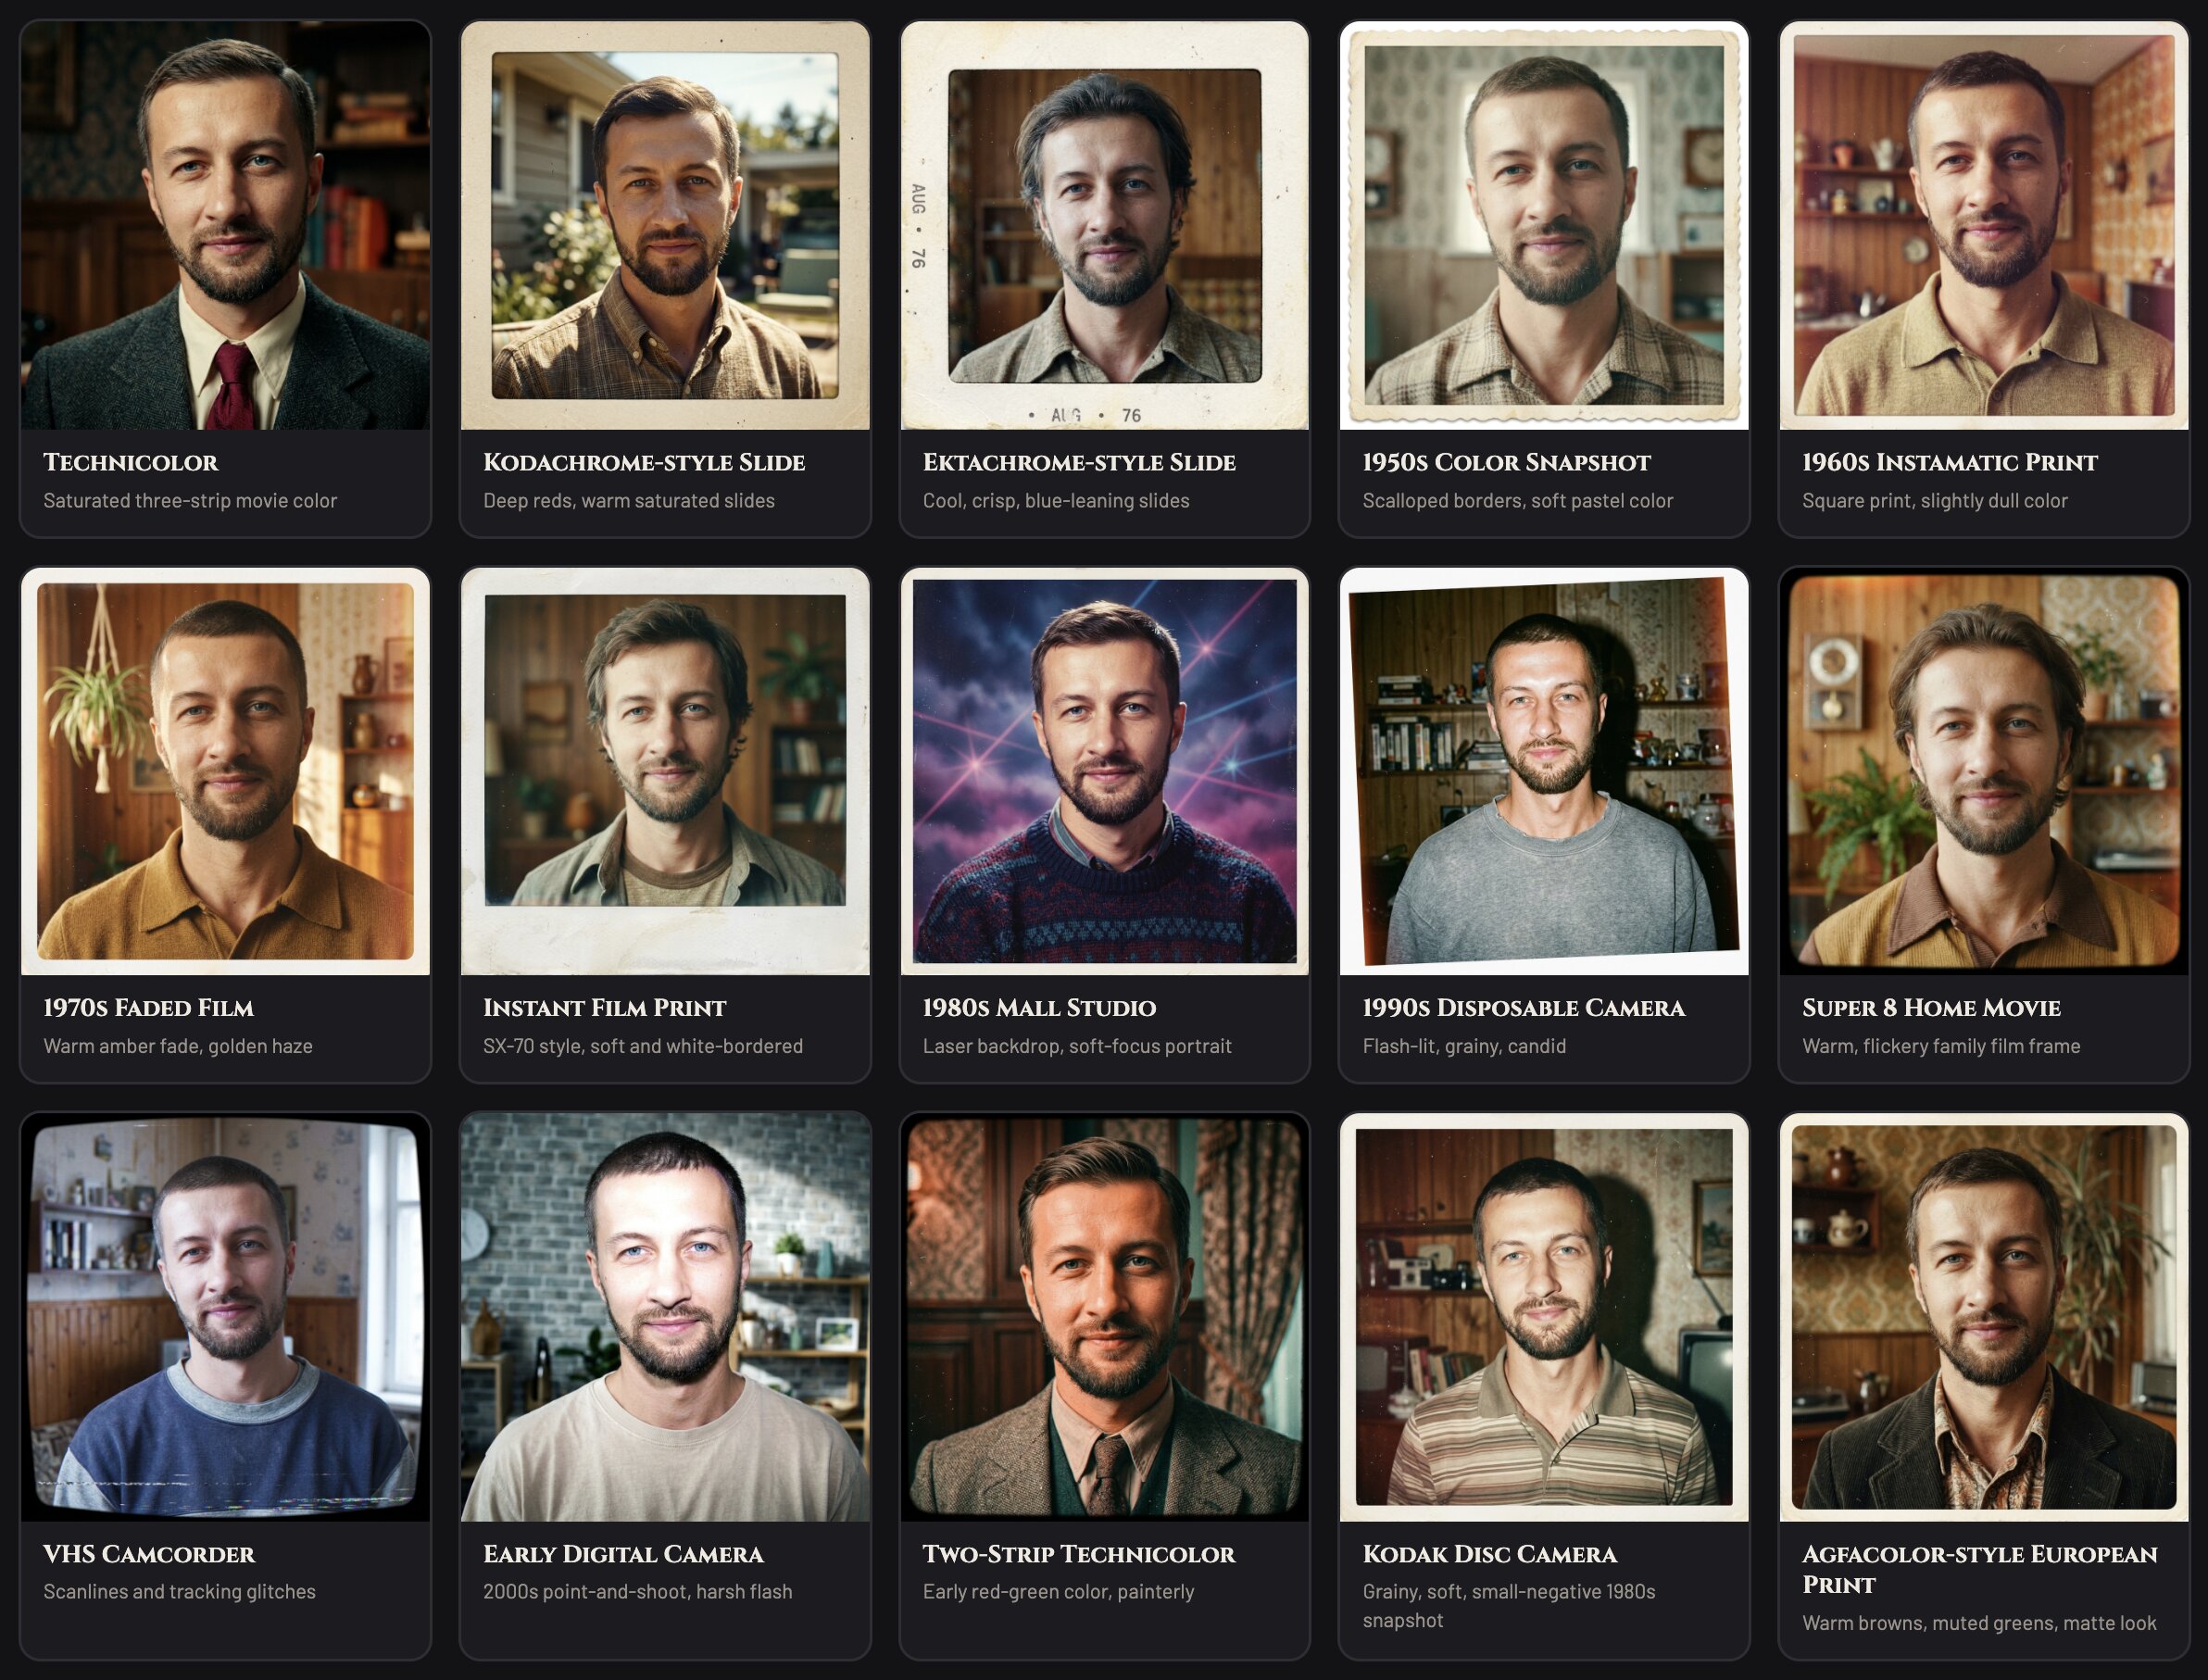 AUG • 76
• AUG • 76
TECHNICOLOR
Saturated three-strip movie color
KODACHROME-STYLE SLIDE
Deep reds, warm saturated slides
EKTACHROME-STYLE SLIDE
Cool, crisp, blue-leaning slides
1950S COLOR SNAPSHOT
Scalloped borders, soft pastel color
1960S INSTAMATIC PRINT
Square print, slightly dull color
1970S FADED FILM
Warm amber fade, golden haze
INSTANT FILM PRINT
SX-70 style, soft and white-bordered
1980S MALL STUDIO
Laser backdrop, soft-focus portrait
1990S DISPOSABLE CAMERA
Flash-lit, grainy, candid
SUPER 8 HOME MOVIE
Warm, flickery family film frame
VHS CAMCORDER
Scanlines and tracking glitches
EARLY DIGITAL CAMERA
2000s point-and-shoot, harsh flash
TWO-STRIP TECHNICOLOR
Early red-green color, painterly
KODAK DISC CAMERA
Grainy, soft, small-negative 1980s
snapshot
AGFACOLOR-STYLE EUROPEAN
PRINT
Warm browns, muted greens, matte look